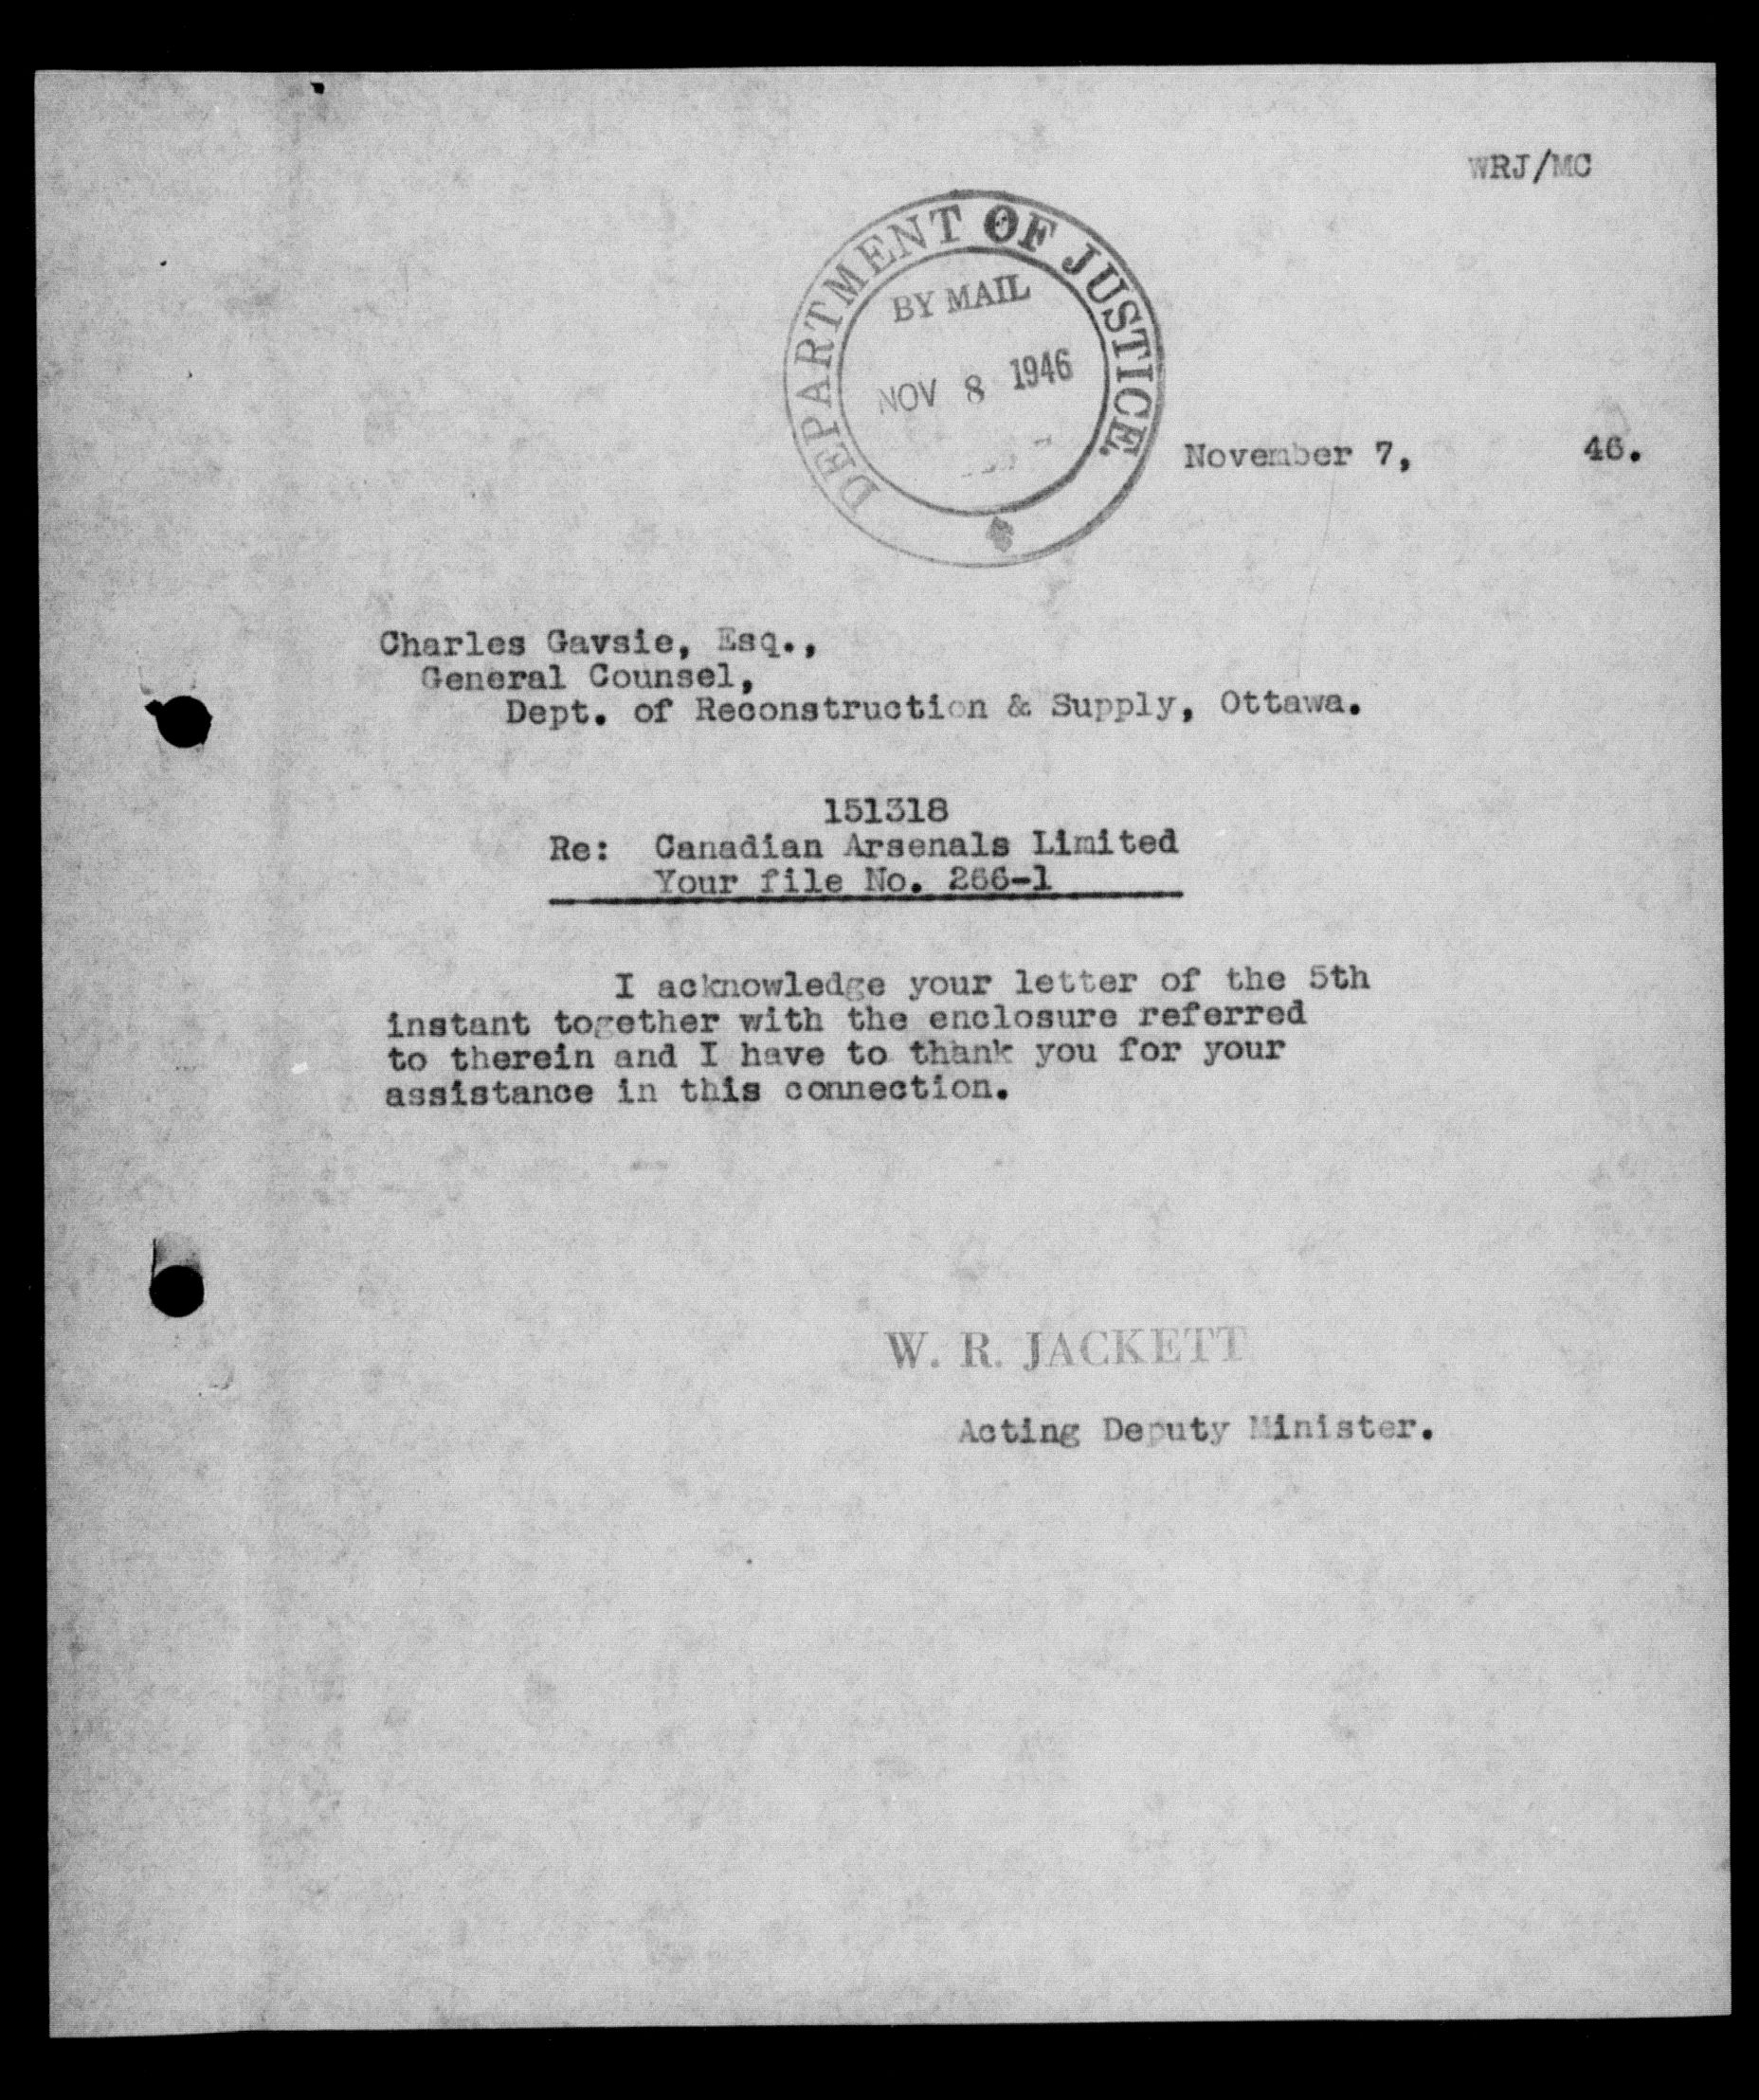 WRJ/MC
DEPARTMENT OF JUSTICE.
BY MAIL
NOV 8 1946
November 7, 46.
Charles Gavsie, Esq.,
General Counsel,
Dept. of Reconstruction & Supply, Ottawa.
151318
Re: Canadian Arsenals Limited
Your file No. 266-1
I acknowledge your letter of the 5th
instant together with the enclosure referred
to therein and I have to thank you for your
assistance in this connection.
W. R. JACKETT
Acting Deputy Minister.